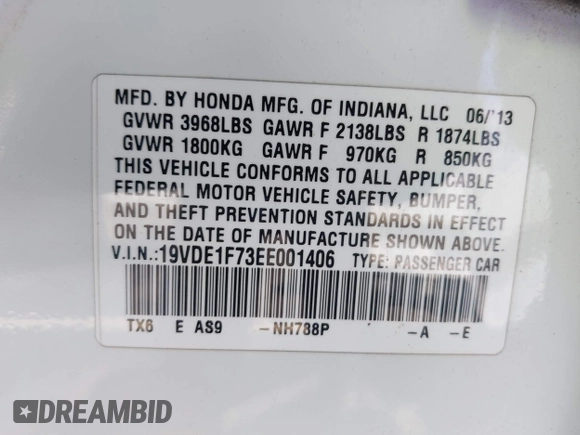 MFD. BY HONDA MFG. OF INDIANA, LLC 06/'13
GVWR 3968LBS GAWR F 2138LBS R 1874LBS
GVWR 1800KG GAWR F 970KG R 850KG
THIS VEHICLE CONFORMS TO ALL APPLICABLE
FEDERAL MOTOR VEHICLE SAFETY, BUMPER,
AND THEFT PREVENTION STANDARDS IN EFFECT
ON THE DATE OF MANUFACTURE SHOWN ABOVE.
V.I.N.:19VDE1F73EE001406 TYPE: PASSENGER CAR
TX6 E AS9 -NH788P -A -E
DREAMBID